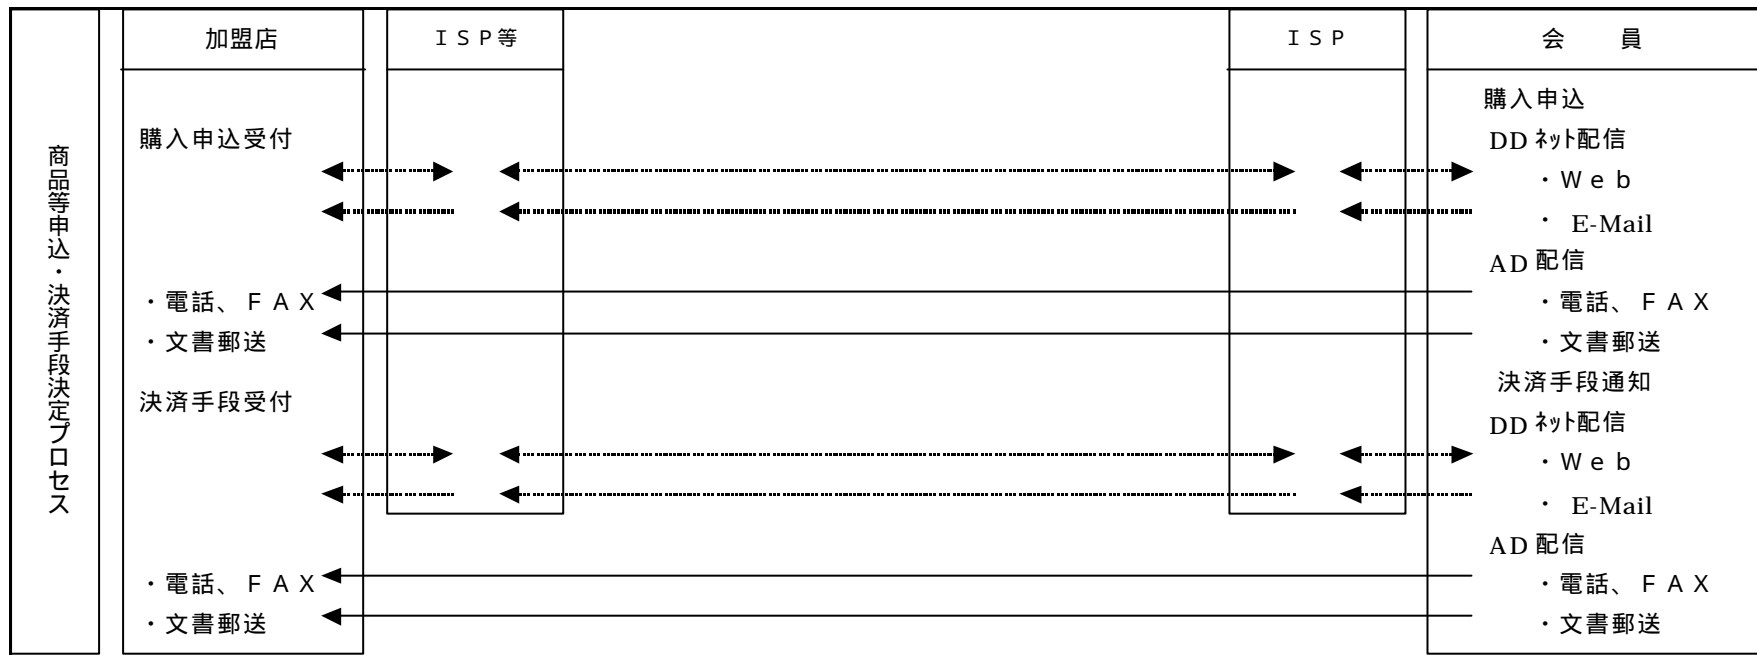 商品等申込・決済手段決定プロセス
加盟店
ＩＳＰ等
ＩＳＰ
会　　員
購入申込
購入申込受付
DD ﾈｯﾄ配信
・Ｗｅｂ
・ E-Mail
AD 配信
・電話、ＦＡＸ
・電話、ＦＡＸ
・文書郵送
・文書郵送
決済手段通知
決済手段受付
DD ﾈｯﾄ配信
・Ｗｅｂ
・ E-Mail
AD 配信
・電話、ＦＡＸ
・電話、ＦＡＸ
・文書郵送
・文書郵送